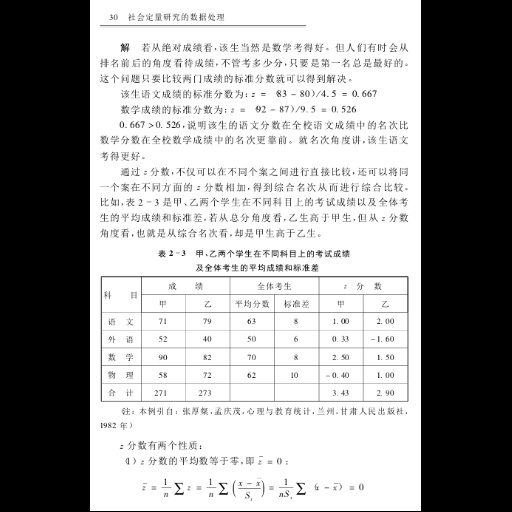 30 社会定量研究的数据处理
解 若从绝对成绩看,该生当然是数学考得好。但人们有时会从
排名前后的角度看待成绩,不管考多少分,只要是第一名总是最好的。
这个问题只要比较两门成绩的标准分数就可以得到解决。
该生语文成绩的标准分为:z = (83 − 80)/4.5 = 0.667
数学成绩的标准分数为:z = (92 − 87)/9.5 = 0.526
0.667 > 0.526,说明该生的语文分数在全校语文成绩中的名次比
数学分数在全校数学成绩中的名次更靠前。就名次角度讲,该生语文
考得更好。
通过 z 分数,不仅可以在不同个案之间进行直接比较,还可以将同
一个案在不同方面的 z 分数相加,得到综合名次从而进行综合比较。
比如,表 2 − 3 是甲、乙两个学生在不同科目上的考试成绩以及全体考
生的平均成绩和标准差,若从总分角度看,乙生高于甲生,但从 z 分数
角度看,也就是从综合名次看,却是甲生高于乙生。
表 2 − 3 甲、乙两个学生在不同科目上的考试成绩
及全体考生的平均成绩和标准差
科 目 成 绩 全体考生 z 分 数
甲 乙 平均分数 标准差 甲 乙
语 文 71 79 63 8 1.00 2.00
外 语 52 40 50 6 0.33 −1.60
数 学 90 82 70 8 2.50 1.50
物 理 58 72 62 10 −0.40 1.00
合 计 271 273 3.43 2.90
(注:本例引自:张厚粲,孟庆茂,心理与教育统计,兰州,甘肃人民出版社,
1982 年)
z 分数有两个性质:
(1) z 分数的平均数等于零,即 z̄ = 0;
z̄ = 1/n ∑ z = 1/n ∑ ((x − x̄)/Sₓ) = 1/(nSₓ) ∑ (x − x̄) = 0